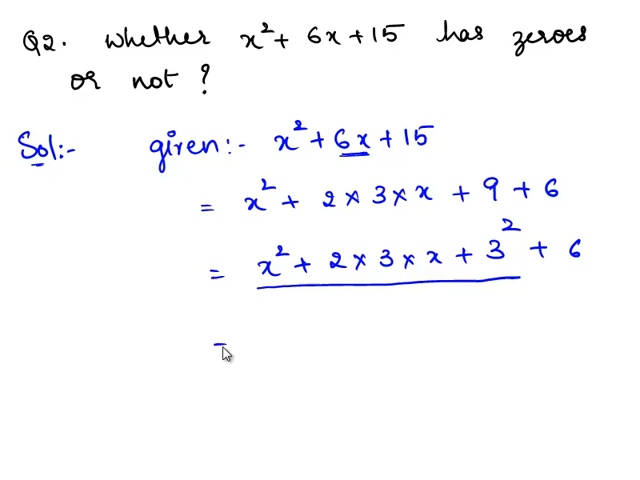 Q2. Whether x² + 6x + 15 has zeroes
or not ?
Sol:- given:- x² + 6x + 15
= x² + 2 × 3 × x + 9 + 6
= x² + 2 × 3 × x + 3² + 6
=